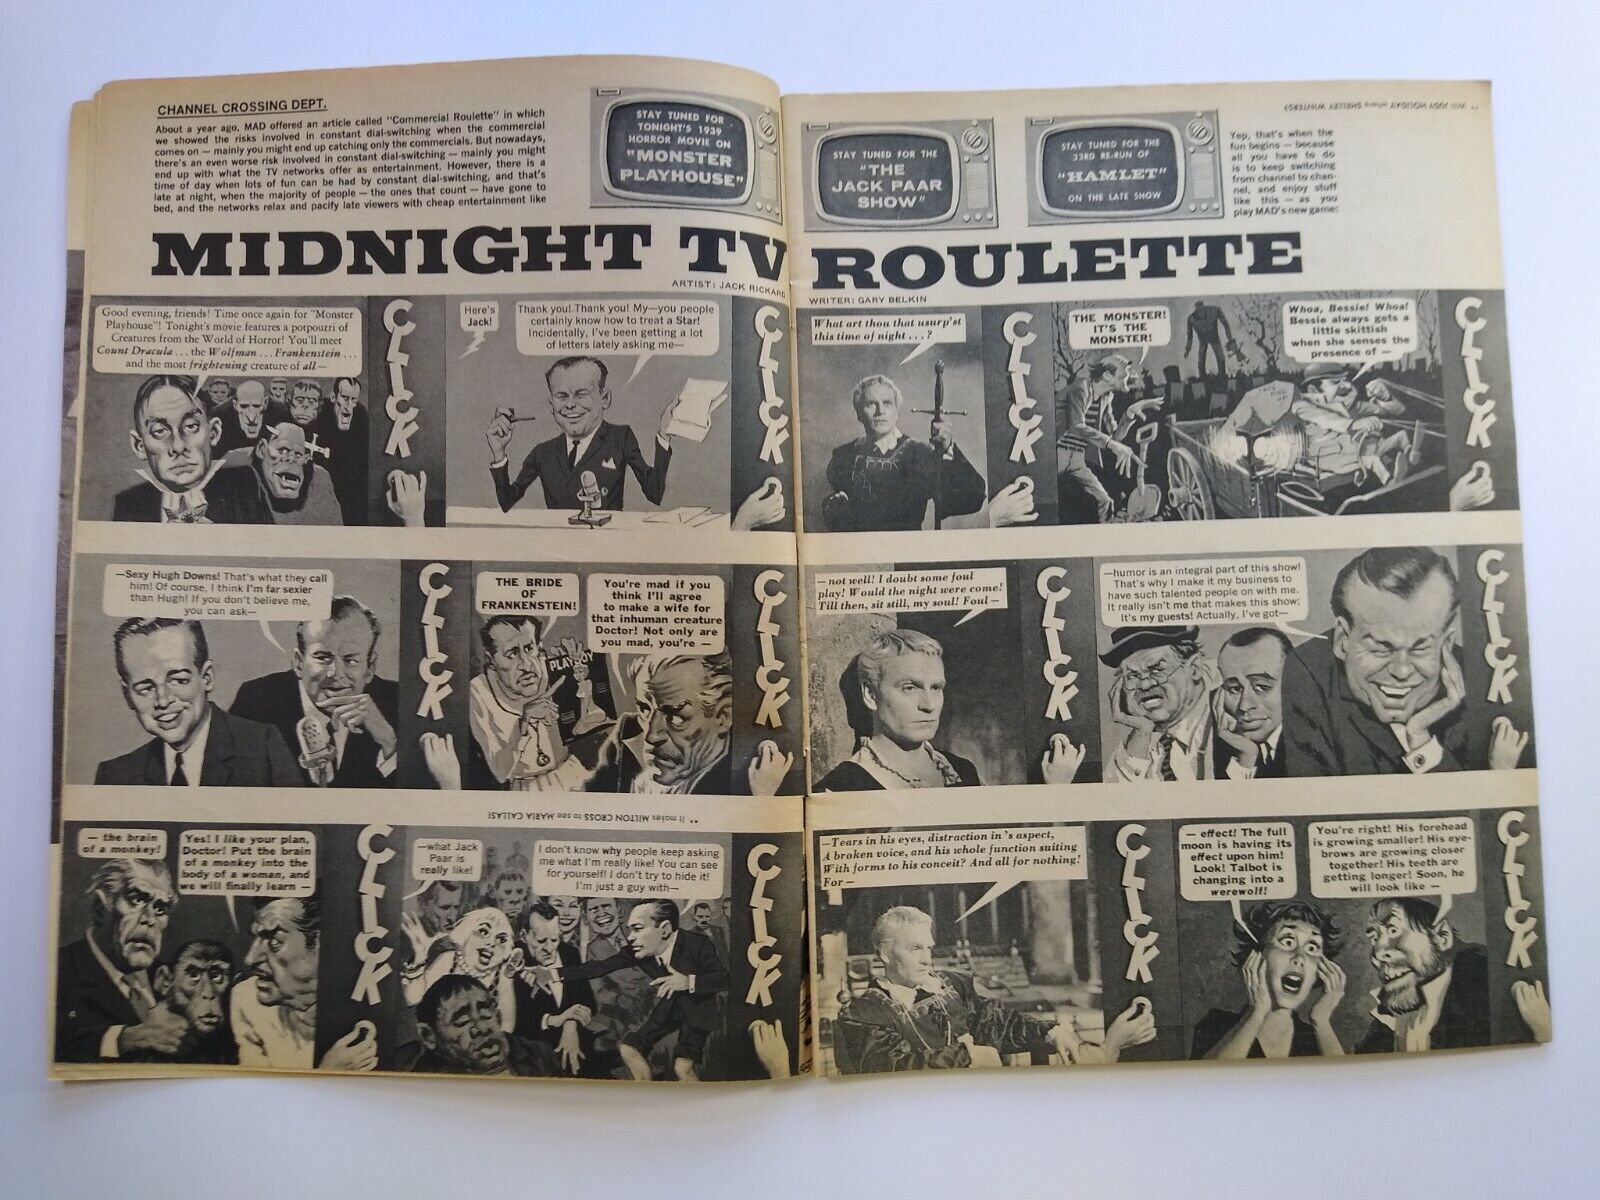 CHANNEL CROSSING DEPT.
About a year ago, MAD offered an article called "Commercial Roulette" in which
we showed the risks involved in constant dial-switching when the commercial
comes on — mainly you might end up catching only the commercials. But nowadays,
there's an even worse risk involved in constant dial-switching — mainly you might
end up with what the TV networks offer as entertainment. However, there is a
time of day when lots of fun can be had by constant dial-switching, and that's
late at night, when the majority of people — the ones that count — have gone to
bed, and the networks relax and pacify late viewers with cheap entertainment like
STAY TUNED FOR
TONIGHT'S 1939
HORROR MOVIE ON
"MONSTER
PLAYHOUSE"
STAY TUNED FOR THE
"THE
JACK PAAR
SHOW"
STAY TUNED FOR THE
33RD RE-RUN OF
"HAMLET"
ON THE LATE SHOW
** Will JUDY HOLIDAY where SHELLEY WINTERS?
Yep, that's when the
fun begins — because
all you have to do
is to keep switching
from channel to chan-
nel, and enjoy stuff
like this — as you
play MAD's new game:
MIDNIGHT TV ROULETTE
ARTIST: JACK RICKARD
WRITER: GARY BELKIN
Good evening, friends! Time once again for "Monster
Playhouse"! Tonight's movie features a potpourri of
Creatures from the World of Horror! You'll meet
Count Dracula . . . the Wolfman . . . Frankenstein . . .
and the most frightening creature of all—
CLICK
Here's
Jack!
Thank you! Thank you! My—you people
certainly know how to treat a Star!
Incidentally, I've been getting a lot
of letters lately asking me—
CLICK
What art thou that usurp'st
this time of night . . . ?
CLICK
THE MONSTER!
IT'S THE
MONSTER!
Whoa, Bessie! Whoa!
Bessie always gets a
little skittish
when she senses the
presence of —
THIS END UP
CLICK
—Sexy Hugh Downs! That's what they call
him! Of course, I think I'm far sexier
than Hugh! If you don't believe me,
you can ask—
CLICK
THE BRIDE
OF
FRANKENSTEIN!
You're mad if you
think I'll agree
to make a wife for
that inhuman creature
Doctor! Not only are
you mad, you're —
PLAYBOY
CLICK
— not well! I doubt some foul
play! Would the night were come!
Till then, sit still, my soul! Foul —
CLICK
—humor is an integral part of this show!
That's why I make it my business to
have such talented people on with me.
It really isn't me that makes this show;
It's my guests! Actually, I've got—
CLICK
** It makes MILTON CROSS to see MARIA CALLAS!
— the brain
of a monkey!
Yes! I like your plan,
Doctor! Put the brain
of a monkey into the
body of a woman, and
we will finally learn —
CLICK
—what Jack
Paar is
really like!
I don't know why people keep asking
me what I'm really like! You can see
for yourself! I don't try to hide it!
I'm just a guy with—
CLICK
—Tears in his eyes, distraction in 's aspect,
A broken voice, and his whole function suiting
With forms to his conceit? And all for nothing!
For —
CLICK
— effect! The full
moon is having its
effect upon him!
Look! Talbot is
changing into a
werewolf!
You're right! His forehead
is growing smaller! His eye-
brows are growing closer
together! His teeth are
getting longer! Soon, he
will look like —
CLICK